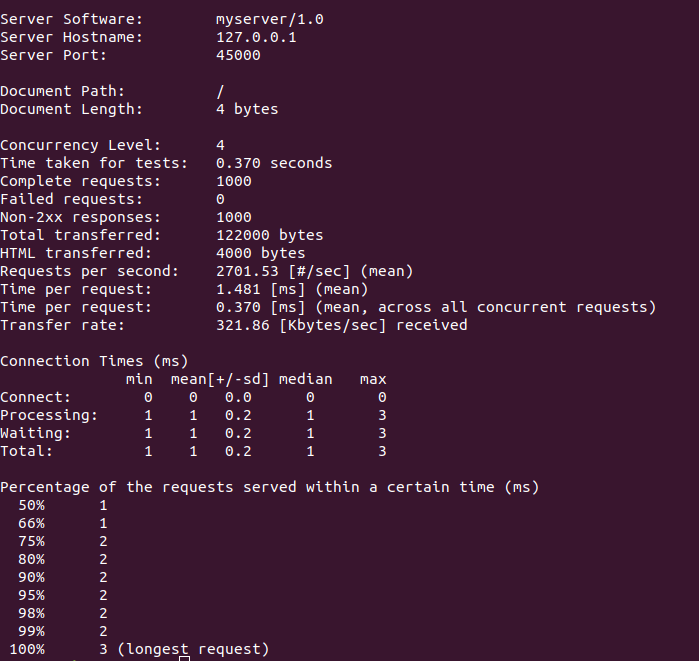 Server Software:        myserver/1.0
Server Hostname:        127.0.0.1
Server Port:            45000

Document Path:          /
Document Length:        4 bytes

Concurrency Level:      4
Time taken for tests:   0.370 seconds
Complete requests:      1000
Failed requests:        0
Non-2xx responses:      1000
Total transferred:      122000 bytes
HTML transferred:       4000 bytes
Requests per second:    2701.53 [#/sec] (mean)
Time per request:       1.481 [ms] (mean)
Time per request:       0.370 [ms] (mean, across all concurrent requests)
Transfer rate:          321.86 [Kbytes/sec] received

Connection Times (ms)
              min  mean[+/-sd] median   max
Connect:        0    0   0.0      0       0
Processing:     1    1   0.2      1       3
Waiting:        1    1   0.2      1       3
Total:          1    1   0.2      1       3

Percentage of the requests served within a certain time (ms)
  50%      1
  66%      1
  75%      2
  80%      2
  90%      2
  95%      2
  98%      2
  99%      2
 100%      3 (longest request)